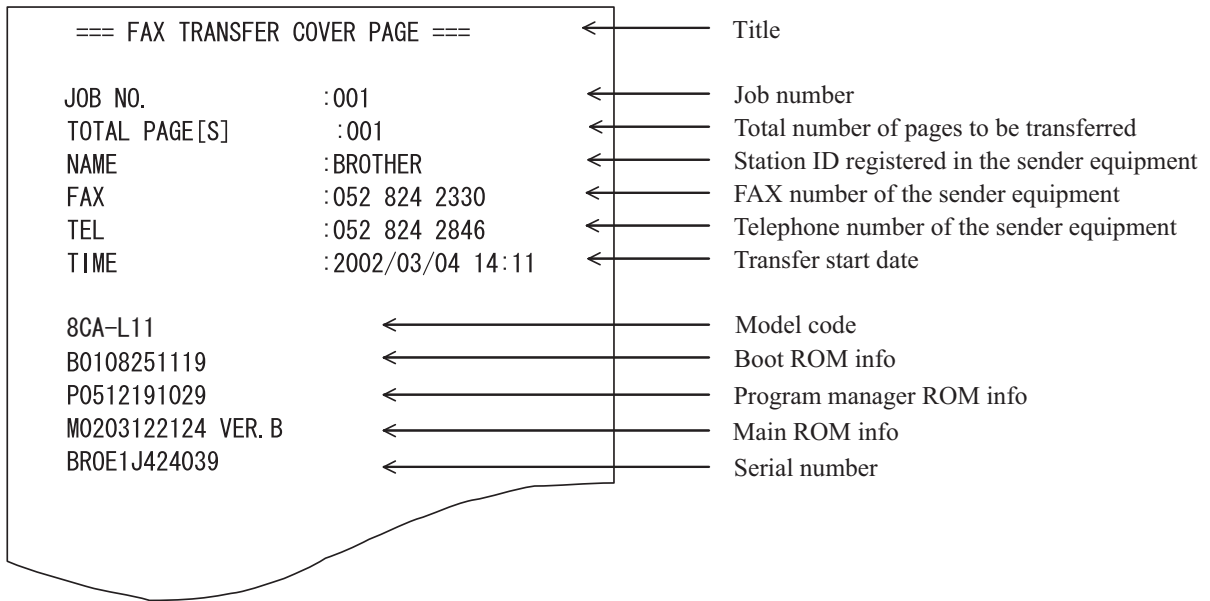 === FAX TRANSFER COVER PAGE === Title
JOB NO. :001 Job number
TOTAL PAGE[S] :001 Total number of pages to be transferred
NAME :BROTHER Station ID registered in the sender equipment
FAX :052 824 2330 FAX number of the sender equipment
TEL :052 824 2846 Telephone number of the sender equipment
TIME :2002/03/04 14:11 Transfer start date
8CA-L11 Model code
B0108251119 Boot ROM info
P0512191029 Program manager ROM info
M0203122124 VER.B Main ROM info
BROE1J424039 Serial number